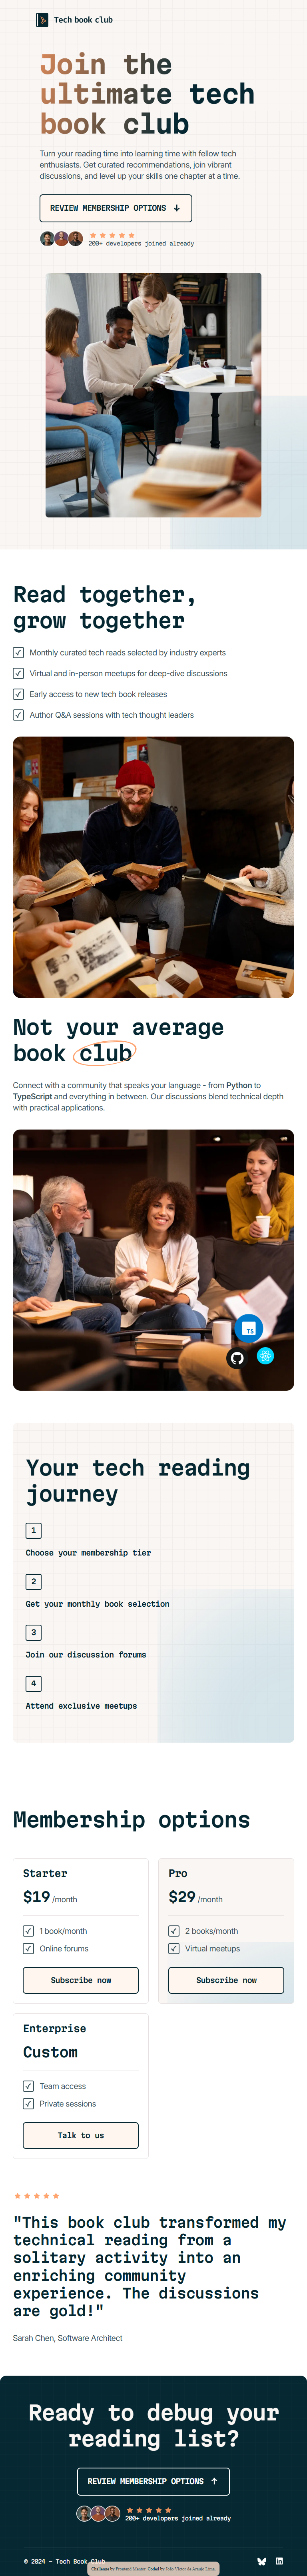 Tech book club
Join the
ultimate tech
book club
Turn your reading time into learning time with fellow tech
enthusiasts. Get curated recommendations, join vibrant
discussions, and level up your skills one chapter at a time.
REVIEW MEMBERSHIP OPTIONS ↓
200+ developers joined already
Read together,
grow together
Monthly curated tech reads selected by industry experts
Virtual and in-person meetups for deep-dive discussions
Early access to new tech book releases
Author Q&A sessions with tech thought leaders
Not your average
book club
Connect with a community that speaks your language - from Python to
TypeScript and everything in between. Our discussions blend technical depth
with practical applications.
TS
Your tech reading
journey
1
Choose your membership tier
2
Get your monthly book selection
3
Join our discussion forums
4
Attend exclusive meetups
Membership options
Starter
$19 /month
1 book/month
Online forums
Subscribe now
Pro
$29 /month
2 books/month
Virtual meetups
Subscribe now
Enterprise
Custom
Team access
Private sessions
Talk to us
"This book club transformed my
technical reading from a
solitary activity into an
enriching community
experience. The discussions
are gold!"
Sarah Chen, Software Architect
Ready to debug your
reading list?
REVIEW MEMBERSHIP OPTIONS ↑
200+ developers joined already
© 2024 - Tech Book Club
Challenge by Frontend Mentor. Coded by João Victor de Araujo Lima.
in